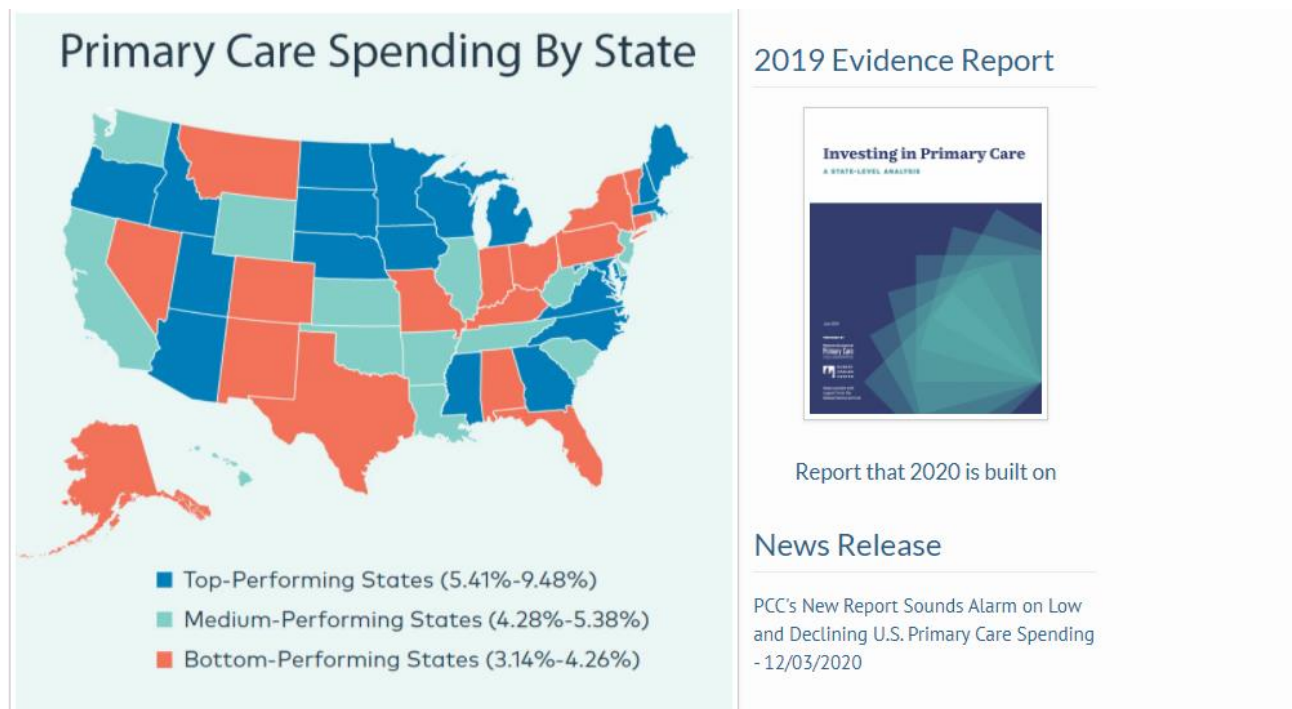 Primary Care Spending By State
Top-Performing States (5.41%-9.48%)
Medium-Performing States (4.28%-5.38%)
Bottom-Performing States (3.14%-4.26%)
2019 Evidence Report
Investing in Primary Care
A STATE-LEVEL ANALYSIS
Primary Care
Report that 2020 is built on
News Release
PCC's New Report Sounds Alarm on Low
and Declining U.S. Primary Care Spending
- 12/03/2020